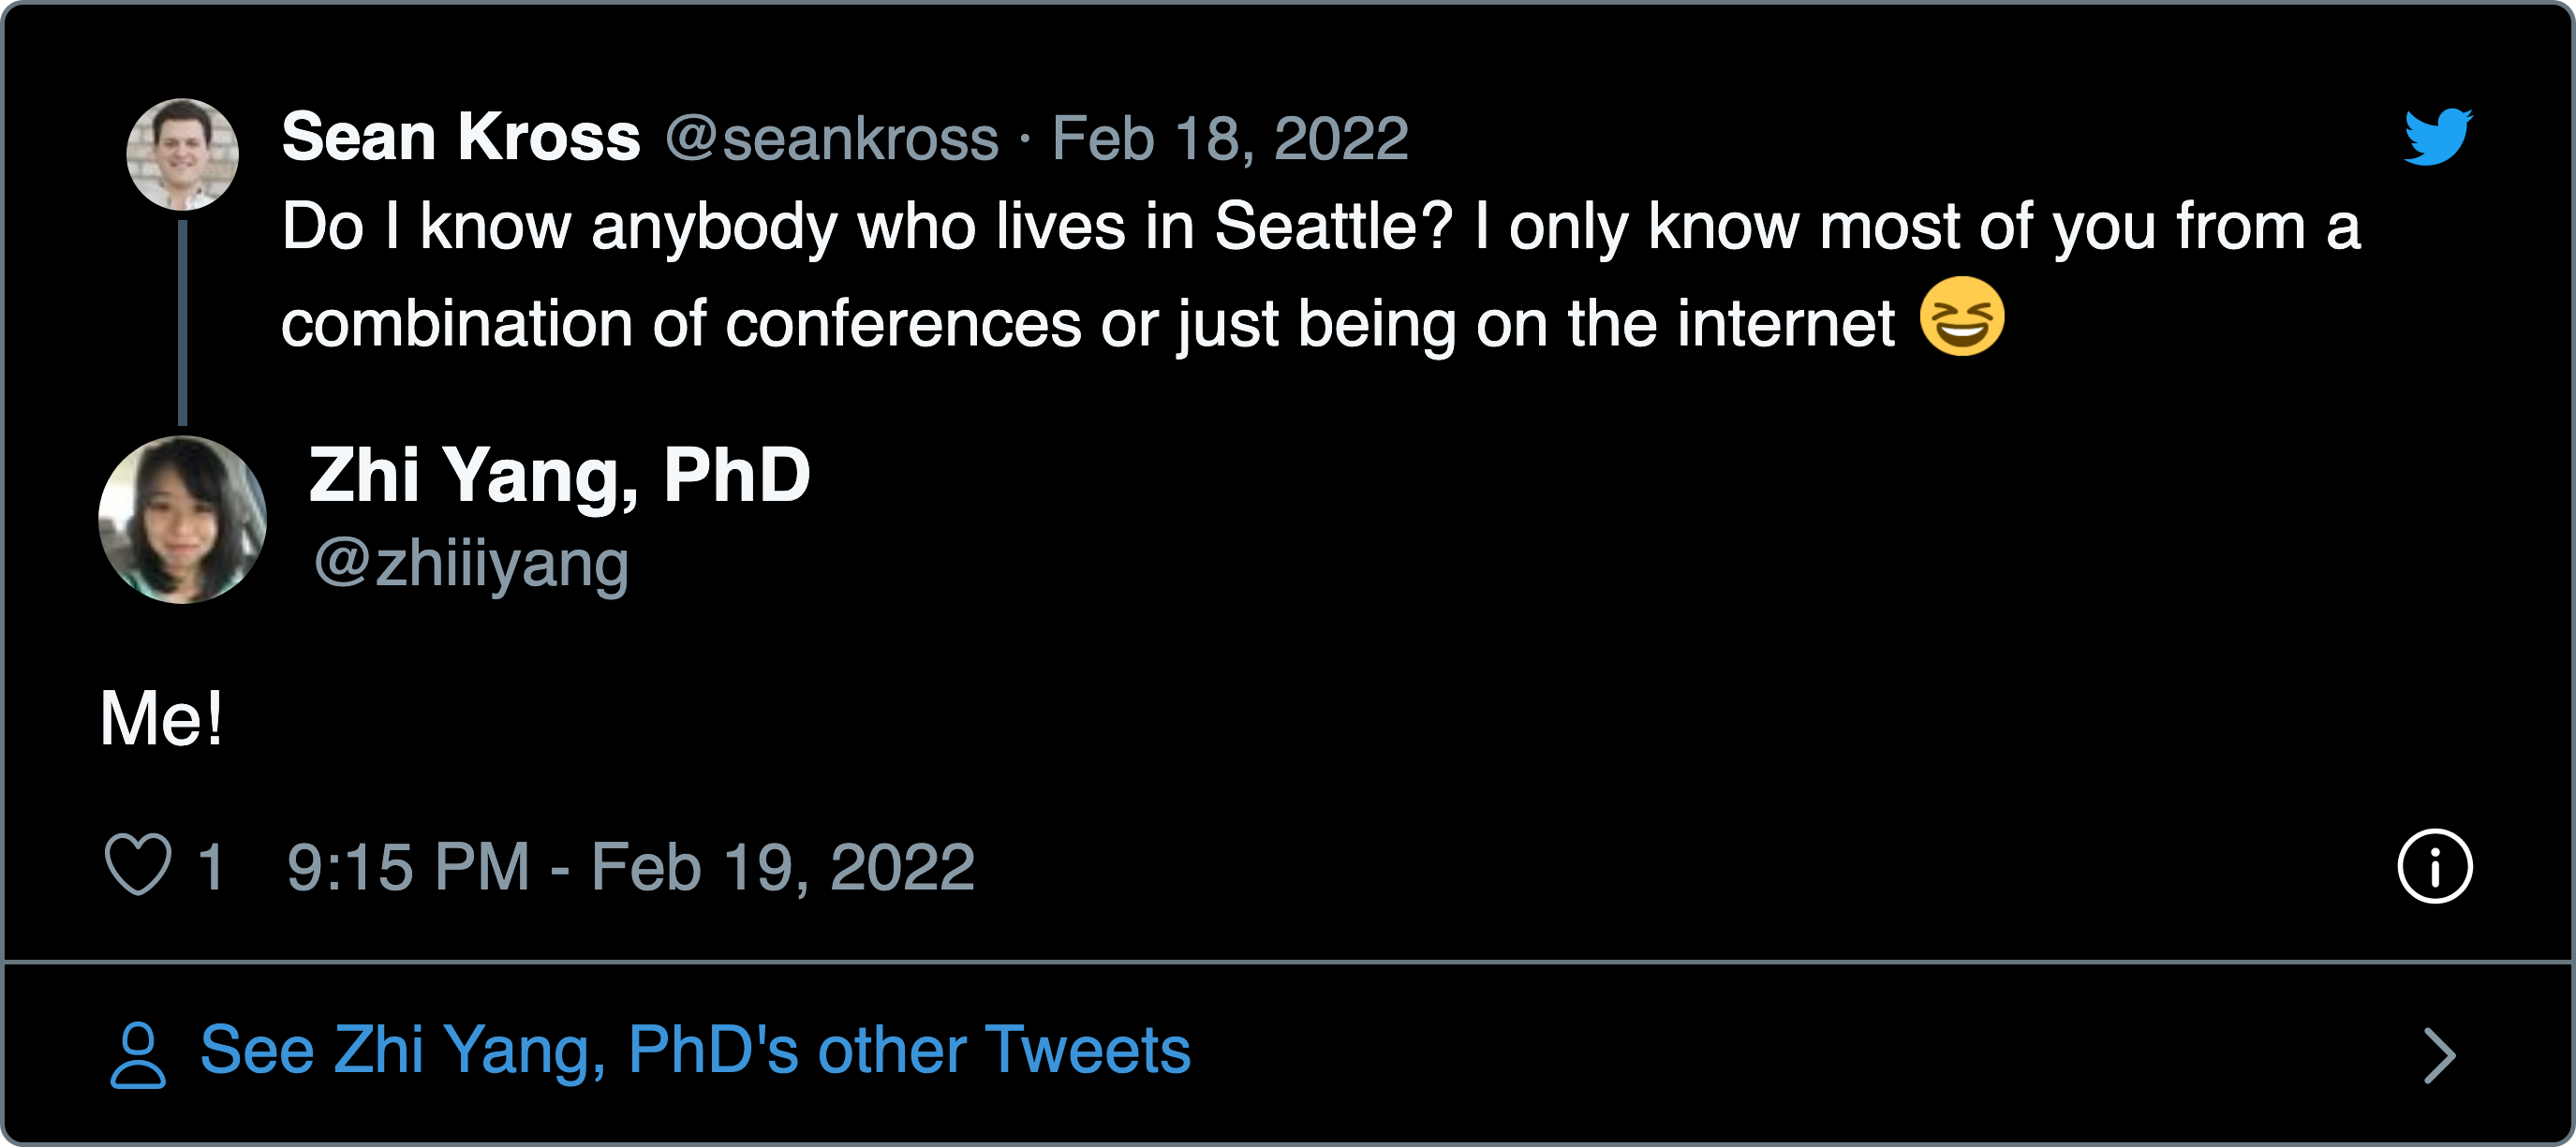 Sean Kross @seankross · Feb 18, 2022
Do I know anybody who lives in Seattle? I only know most of you from a
combination of conferences or just being on the internet 😆
Zhi Yang, PhD
@zhiiiyang
Me!
1 9:15 PM - Feb 19, 2022
See Zhi Yang, PhD's other Tweets